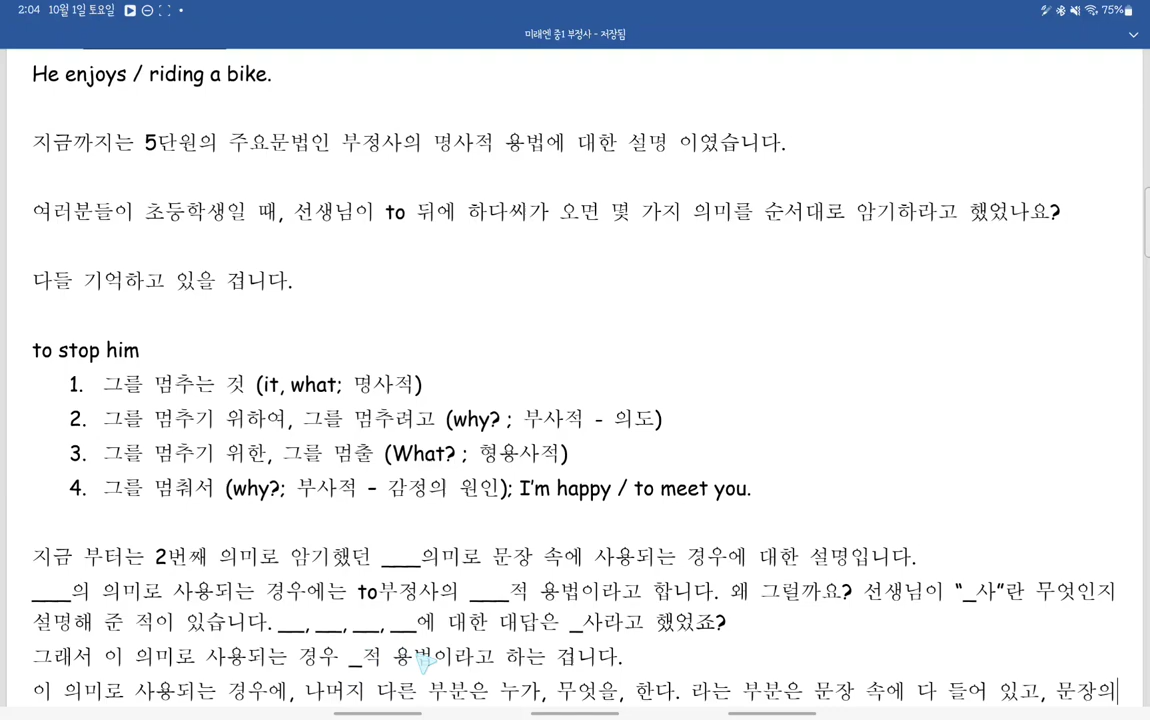 2:04 10월 1일 토요일
75%
미래엔 중1 부정사 - 저장됨
He enjoys / riding a bike.
지금까지는 5단원의 주요문법인 부정사의 명사적 용법에 대한 설명 이였습니다.
여러분들이 초등학생일 때, 선생님이 to 뒤에 하다씨가 오면 몇 가지 의미를 순서대로 암기하라고 했었나요?
다들 기억하고 있을 겁니다.
to stop him
1. 그를 멈추는 것 (it, what; 명사적)
2. 그를 멈추기 위하여, 그를 멈추려고 (why? ; 부사적 - 의도)
3. 그를 멈추기 위한, 그를 멈출 (What? ; 형용사적)
4. 그를 멈춰서 (why?; 부사적 - 감정의 원인); I'm happy / to meet you.
지금 부터는 2번째 의미로 암기했던 ___의미로 문장 속에 사용되는 경우에 대한 설명입니다.
___의 의미로 사용되는 경우에는 to부정사의 ___적 용법이라고 합니다. 왜 그럴까요? 선생님이 “_사”란 무엇인지
설명해 준 적이 있습니다. __, __, __, __에 대한 대답은 _사라고 했었죠?
그래서 이 의미로 사용되는 경우 _적 용법이라고 하는 겁니다.
이 의미로 사용되는 경우에, 나머지 다른 부분은 누가, 무엇을, 한다. 라는 부분은 문장 속에 다 들어 있고, 문장의